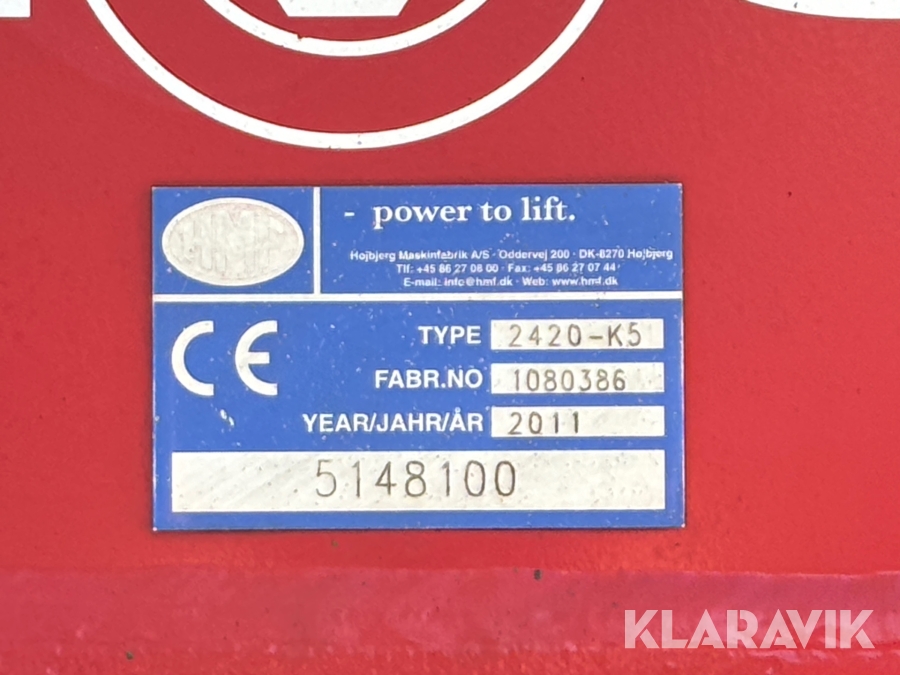 HMF
- power to lift.
Højbjerg Maskinfabrik A/S · Oddervej 200 · DK-8270 Højbjerg
Tlf: +45 86 27 08 00 · Fax: +45 86 27 07 44
E-mail: info@hmf.dk · Web: www.hmf.dk
CE
TYPE 2420-K5
FABR.NO 1080386
YEAR/JAHR/ÅR 2011
5148100
KLARAVIK